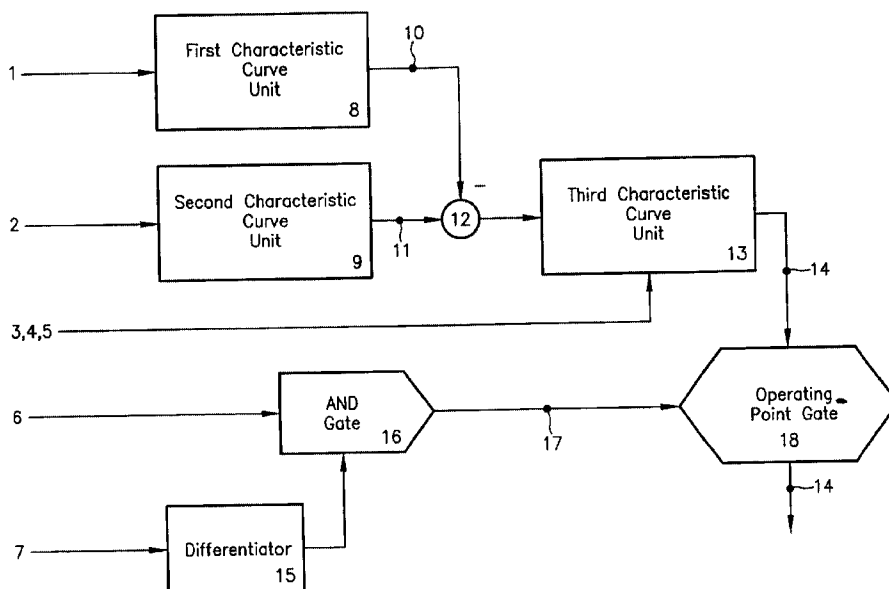 10
1
First Characteristic
Curve
Unit
8
–
2
Second Characteristic
Curve
Unit
9
11
12
Third Characteristic
Curve
Unit
13
14
3,4,5
6
AND
Gate
16
17
Operating
Point Gate
18
14
7
Differentiator
15